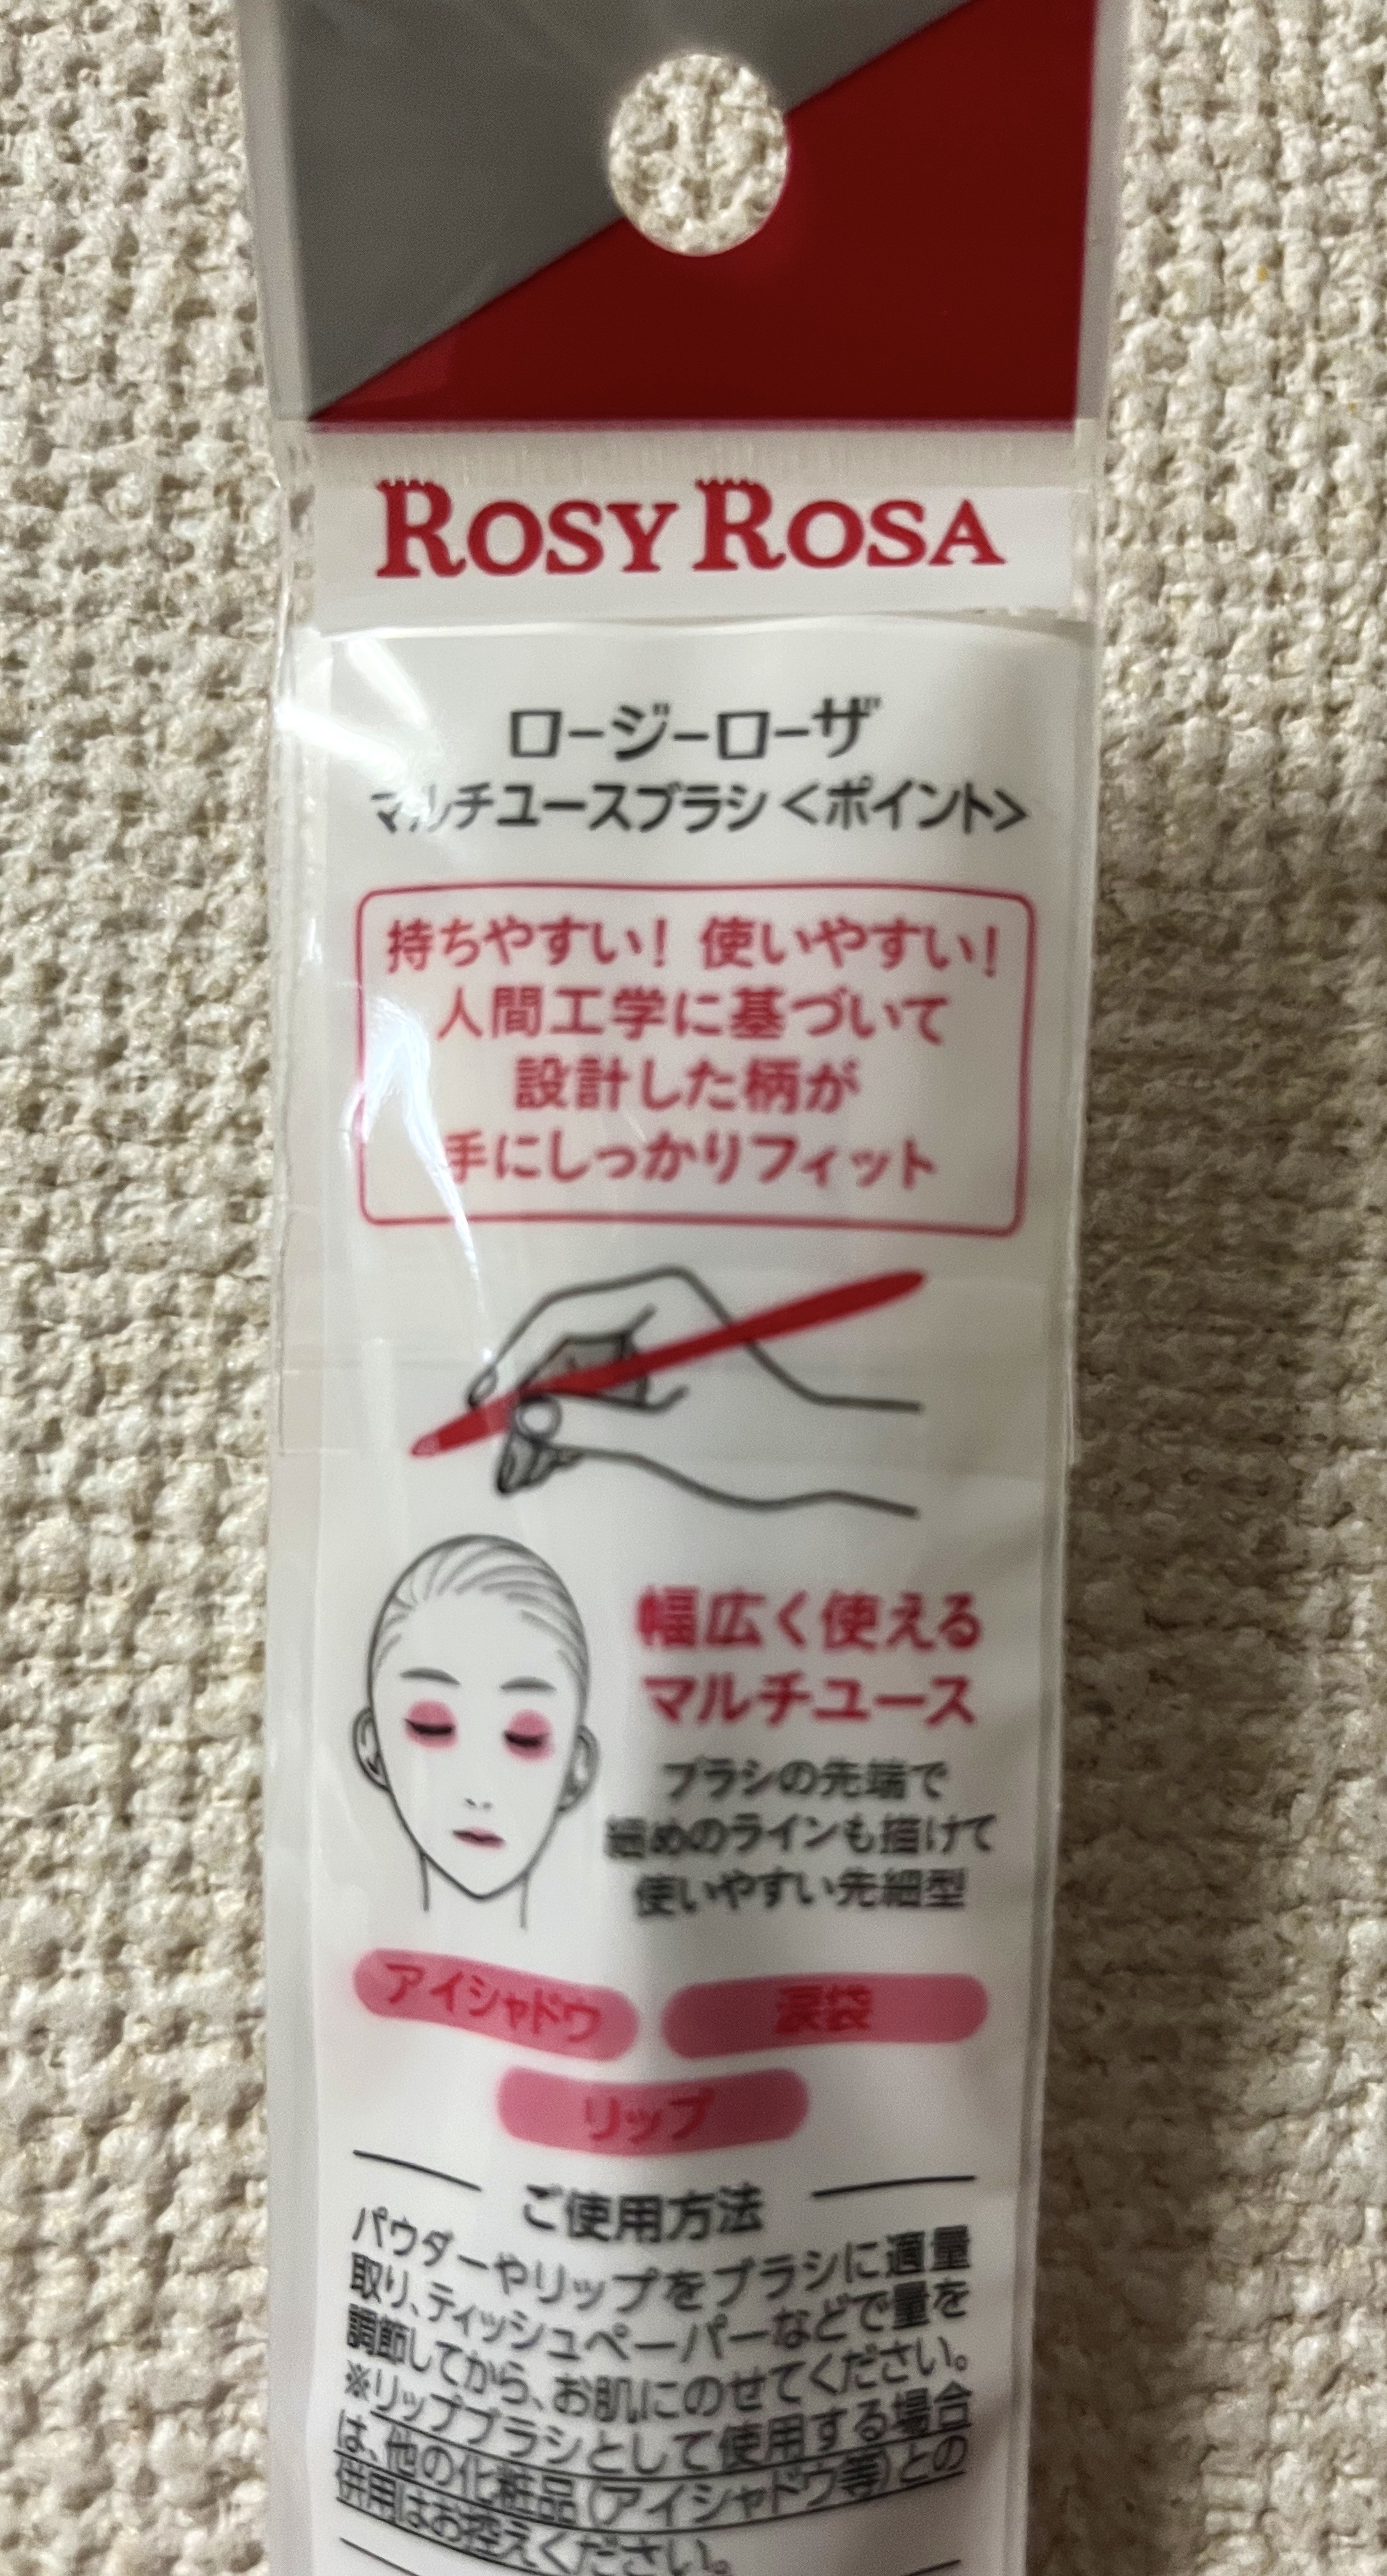 ROSY ROSA
ロージーローザ
マルチユースブラシ<ポイント>
持ちやすい! 使いやすい!
人間工学に基づいて
設計した柄が
手にしっかりフィット
幅広く使える
マルチユース
ブラシの先端で
細めのラインも描けて
使いやすい先細型
アイシャドウ
涙袋
リップ
ご使用方法
パウダーやリップをブラシに適量
取り、ティッシュペーパーなどで量を
調節してから、お肌にのせてください。
※リップブラシとして使用する場合
は、他の化粧品(アイシャドウ等)との
併用はお控えください。